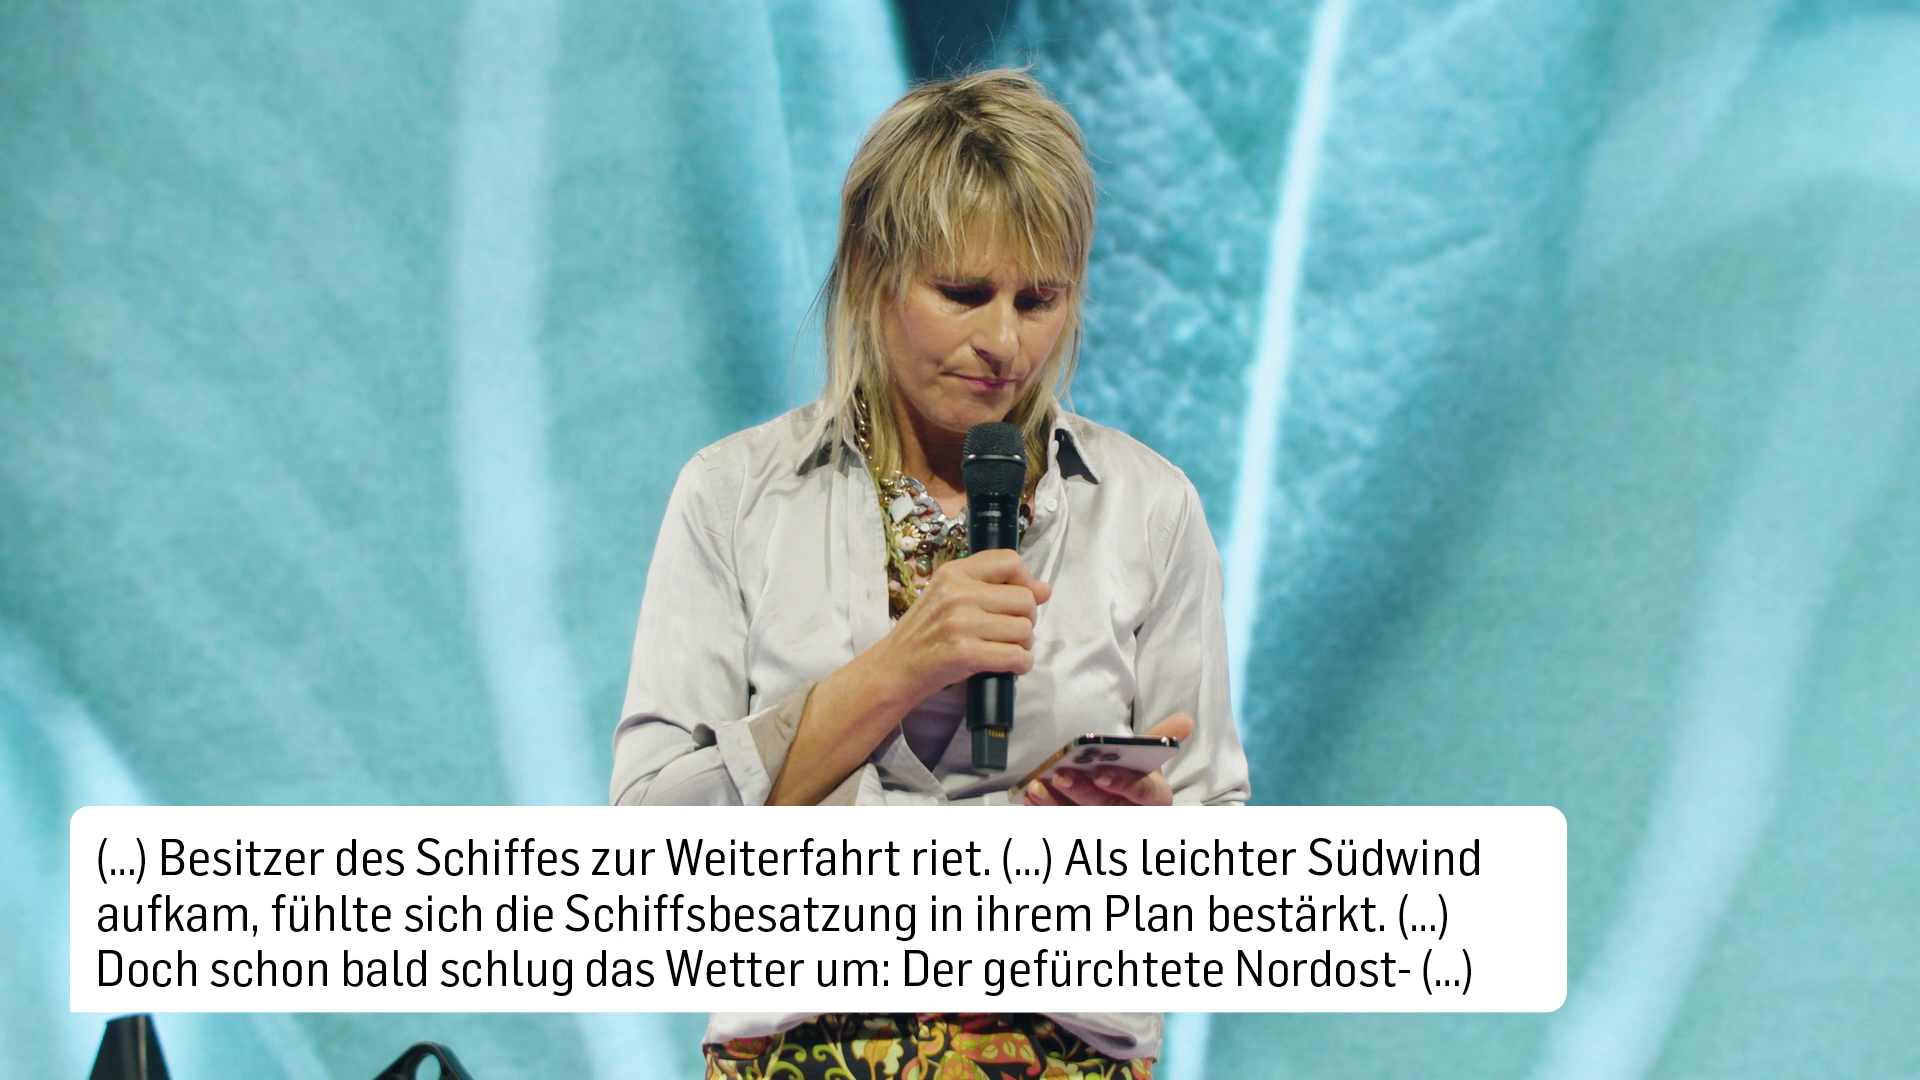 (...) Besitzer des Schiffes zur Weiterfahrt riet. (...) Als leichter Südwind
aufkam, fühlte sich die Schiffsbesatzung in ihrem Plan bestärkt. (...)
Doch schon bald schlug das Wetter um: Der gefürchtete Nordost- (...)